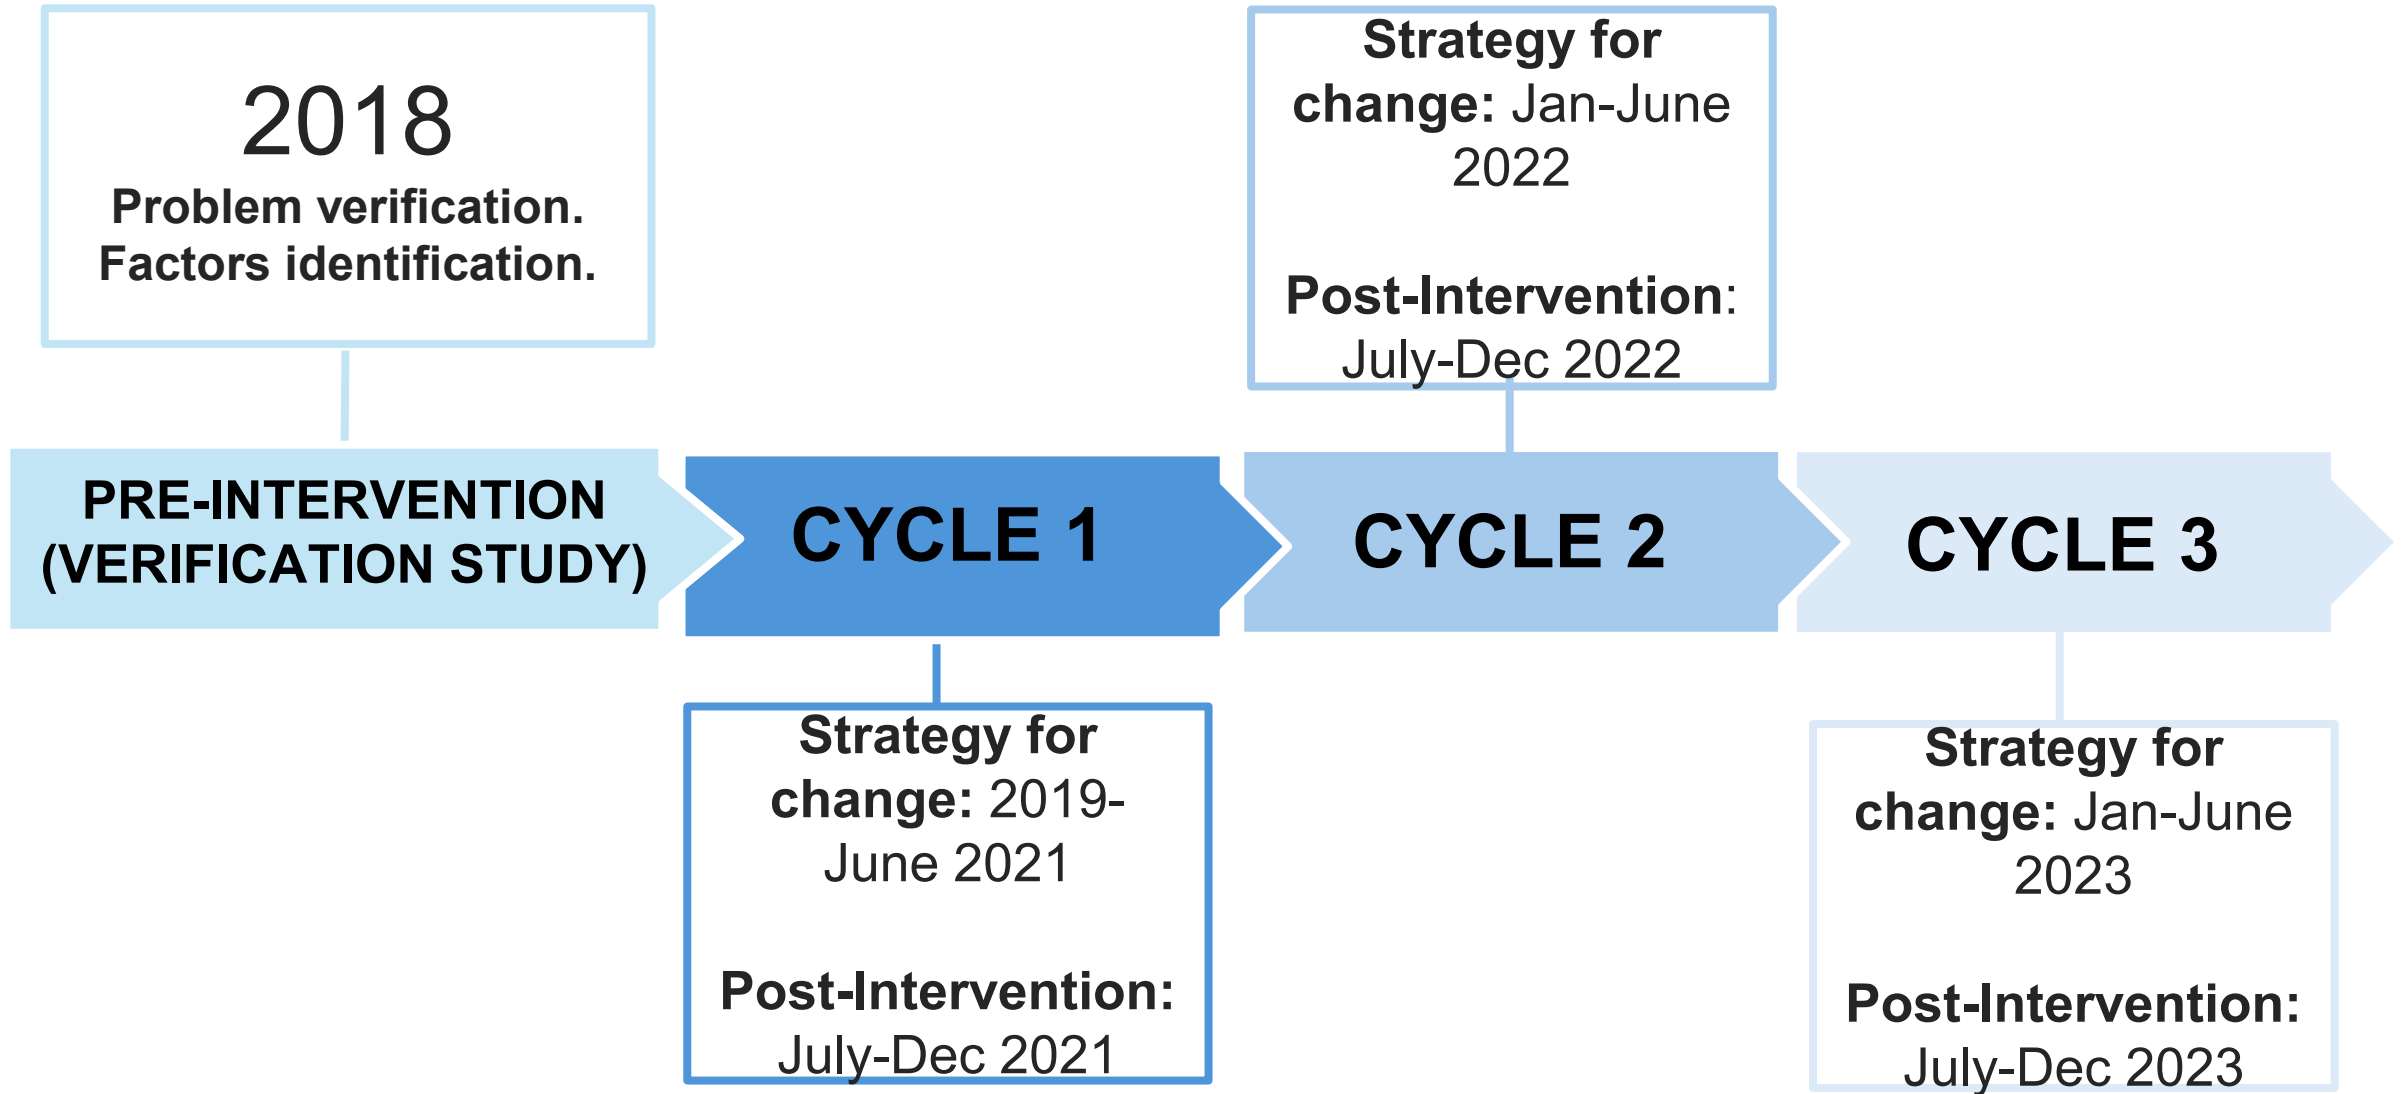 2018
Problem verification.
Factors identification.
PRE-INTERVENTION
(VERIFICATION STUDY)
CYCLE 1
Strategy for
change: 2019-
June 2021
Post-Intervention:
July-Dec 2021
Strategy for
change: Jan-June
2022
Post-Intervention:
July-Dec 2022
CYCLE 2
CYCLE 3
Strategy for
change: Jan-June
2023
Post-Intervention:
July-Dec 2023